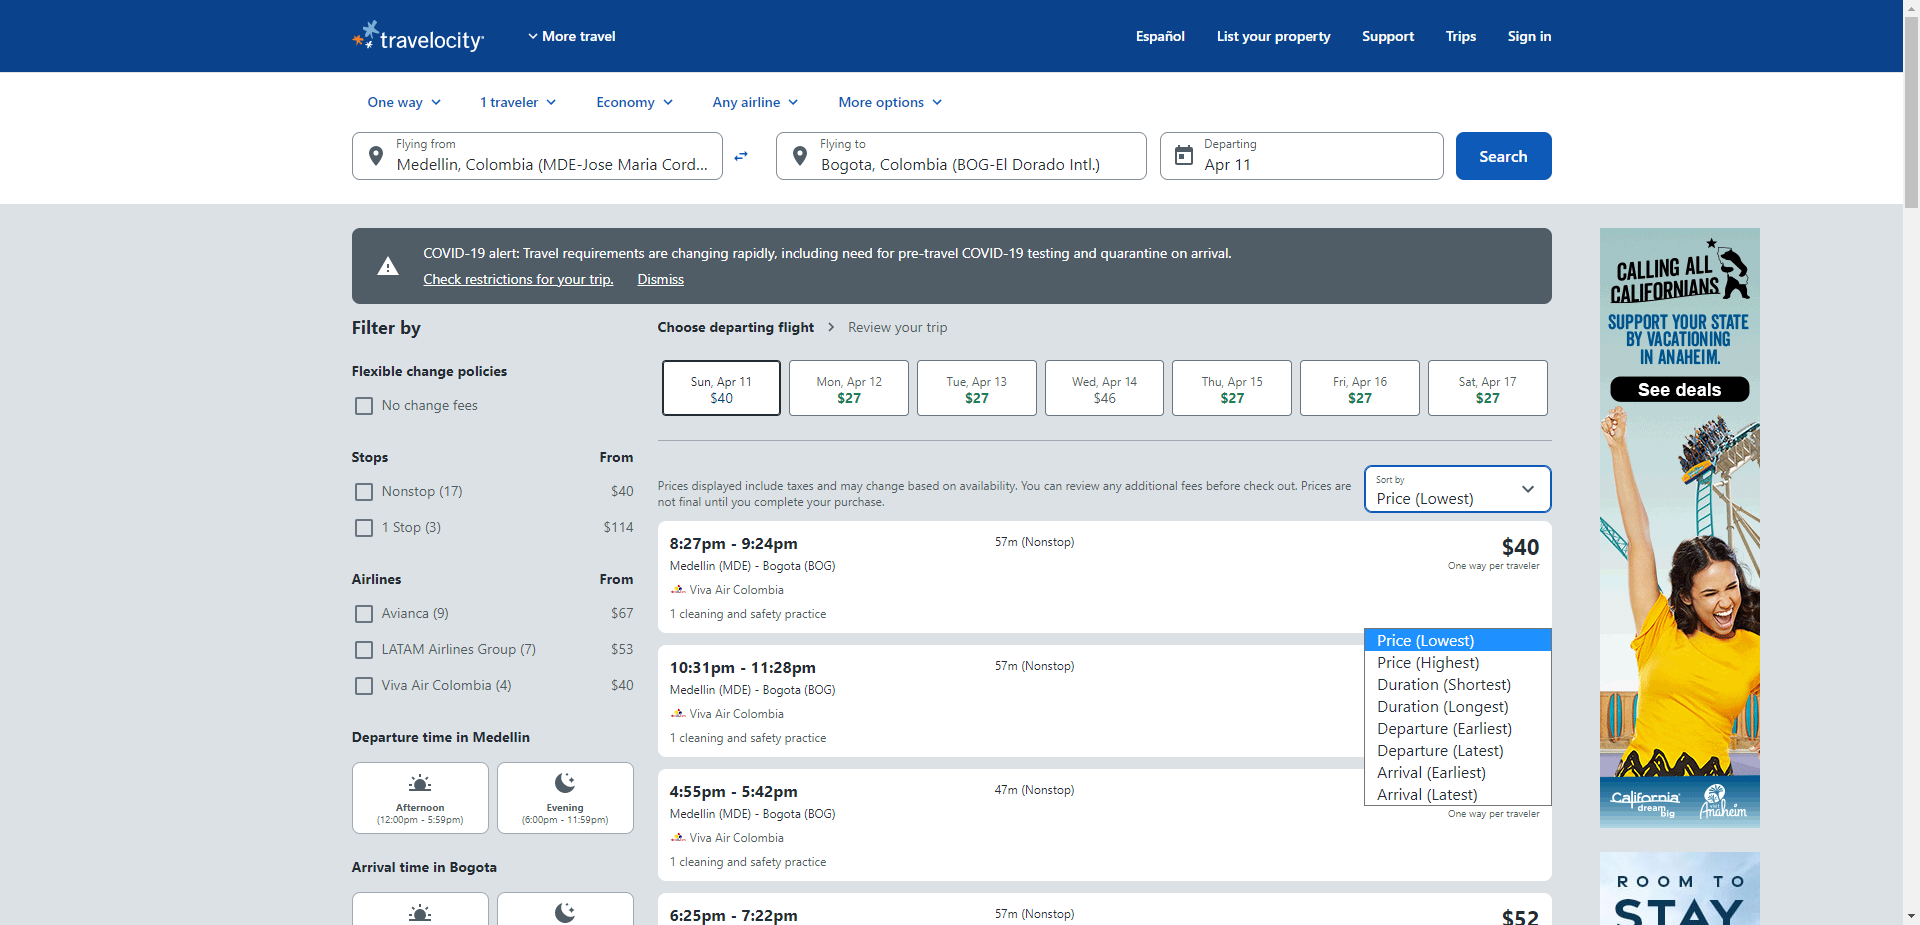 travelocity
More travel
Español
List your property
Support
Trips
Sign in
One way
1 traveler
Economy
Any airline
More options
Flying from
Medellin, Colombia (MDE-Jose Maria Cord...
Flying to
Bogota, Colombia (BOG-El Dorado Intl.)
Departing
Apr 11
Search
COVID-19 alert: Travel requirements are changing rapidly, including need for pre-travel COVID-19 testing and quarantine on arrival.
Check restrictions for your trip.
Dismiss
Filter by
Flexible change policies
No change fees
Stops From
Nonstop (17) $40
1 Stop (3) $114
Airlines From
Avianca (9) $67
LATAM Airlines Group (7) $53
Viva Air Colombia (4) $40
Departure time in Medellin
Afternoon
(12:00pm - 5:59pm)
Evening
(6:00pm - 11:59pm)
Arrival time in Bogota
Choose departing flight
Review your trip
Sun, Apr 11
$40
Mon, Apr 12
$27
Tue, Apr 13
$27
Wed, Apr 14
$46
Thu, Apr 15
$27
Fri, Apr 16
$27
Sat, Apr 17
$27
Prices displayed include taxes and may change based on availability. You can review any additional fees before check out. Prices are
not final until you complete your purchase.
Sort by
Price (Lowest)
8:27pm - 9:24pm
57m (Nonstop)
$40
Medellin (MDE) - Bogota (BOG)
One way per traveler
Viva Air Colombia
1 cleaning and safety practice
10:31pm - 11:28pm
57m (Nonstop)
Medellin (MDE) - Bogota (BOG)
Viva Air Colombia
1 cleaning and safety practice
Price (Lowest)
Price (Highest)
Duration (Shortest)
Duration (Longest)
Departure (Earliest)
Departure (Latest)
Arrival (Earliest)
Arrival (Latest)
4:55pm - 5:42pm
47m (Nonstop)
Medellin (MDE) - Bogota (BOG)
One way per traveler
Viva Air Colombia
1 cleaning and safety practice
6:25pm - 7:22pm
57m (Nonstop)
$52
CALLING ALL
CALIFORNIANS
SUPPORT YOUR STATE
BY VACATIONING
IN ANAHEIM.
See deals
California
dream
big
visit
Anaheim
ROOM TO
STAY